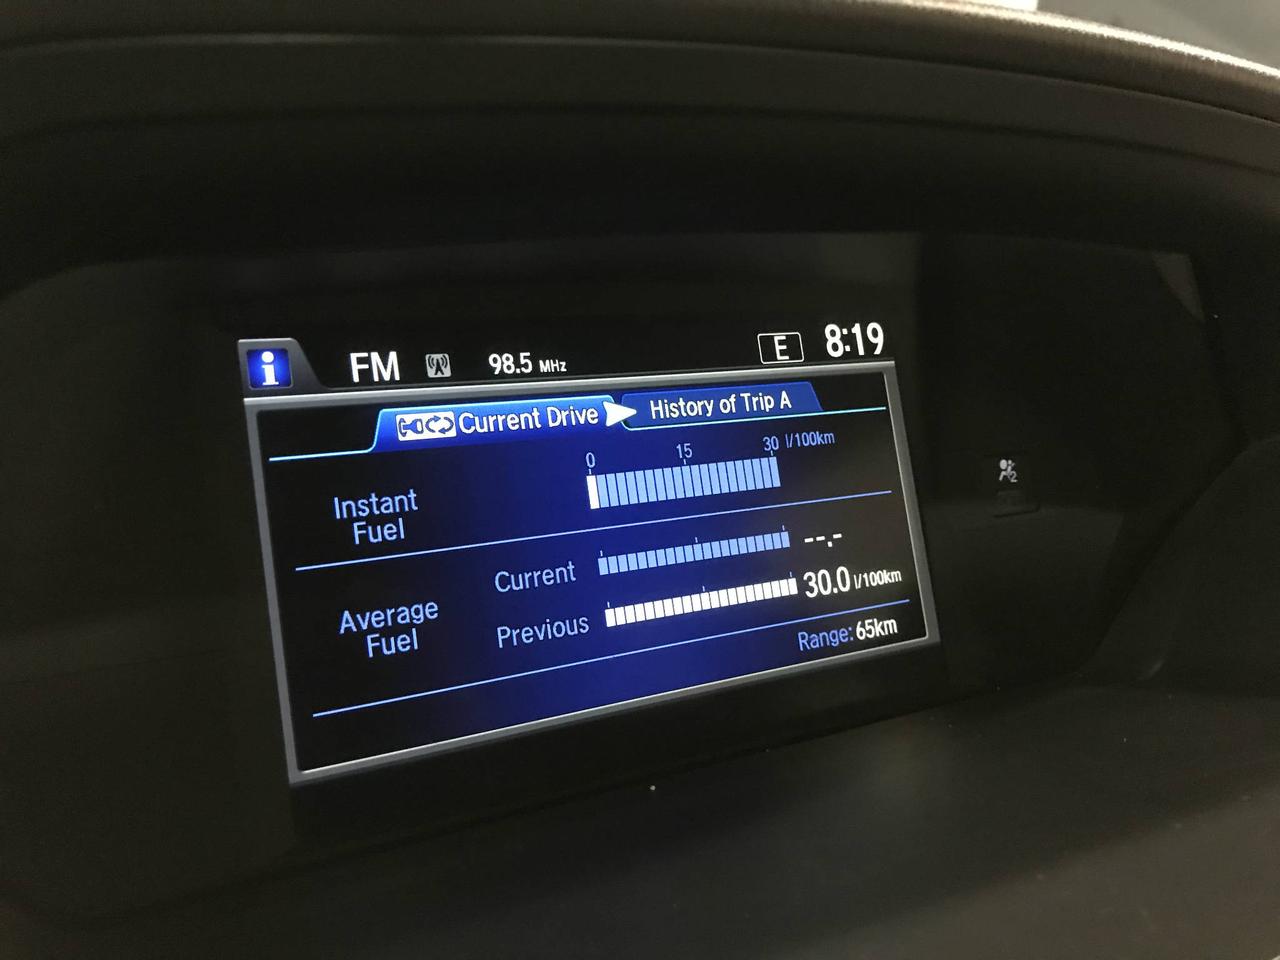 i FM 98.5 MHz E 8:19
Current Drive History of Trip A
0 15 30 l/100km
Instant
Fuel
Current --.-
Average
Fuel
Previous 30.0 l/100km
Range: 65km
2